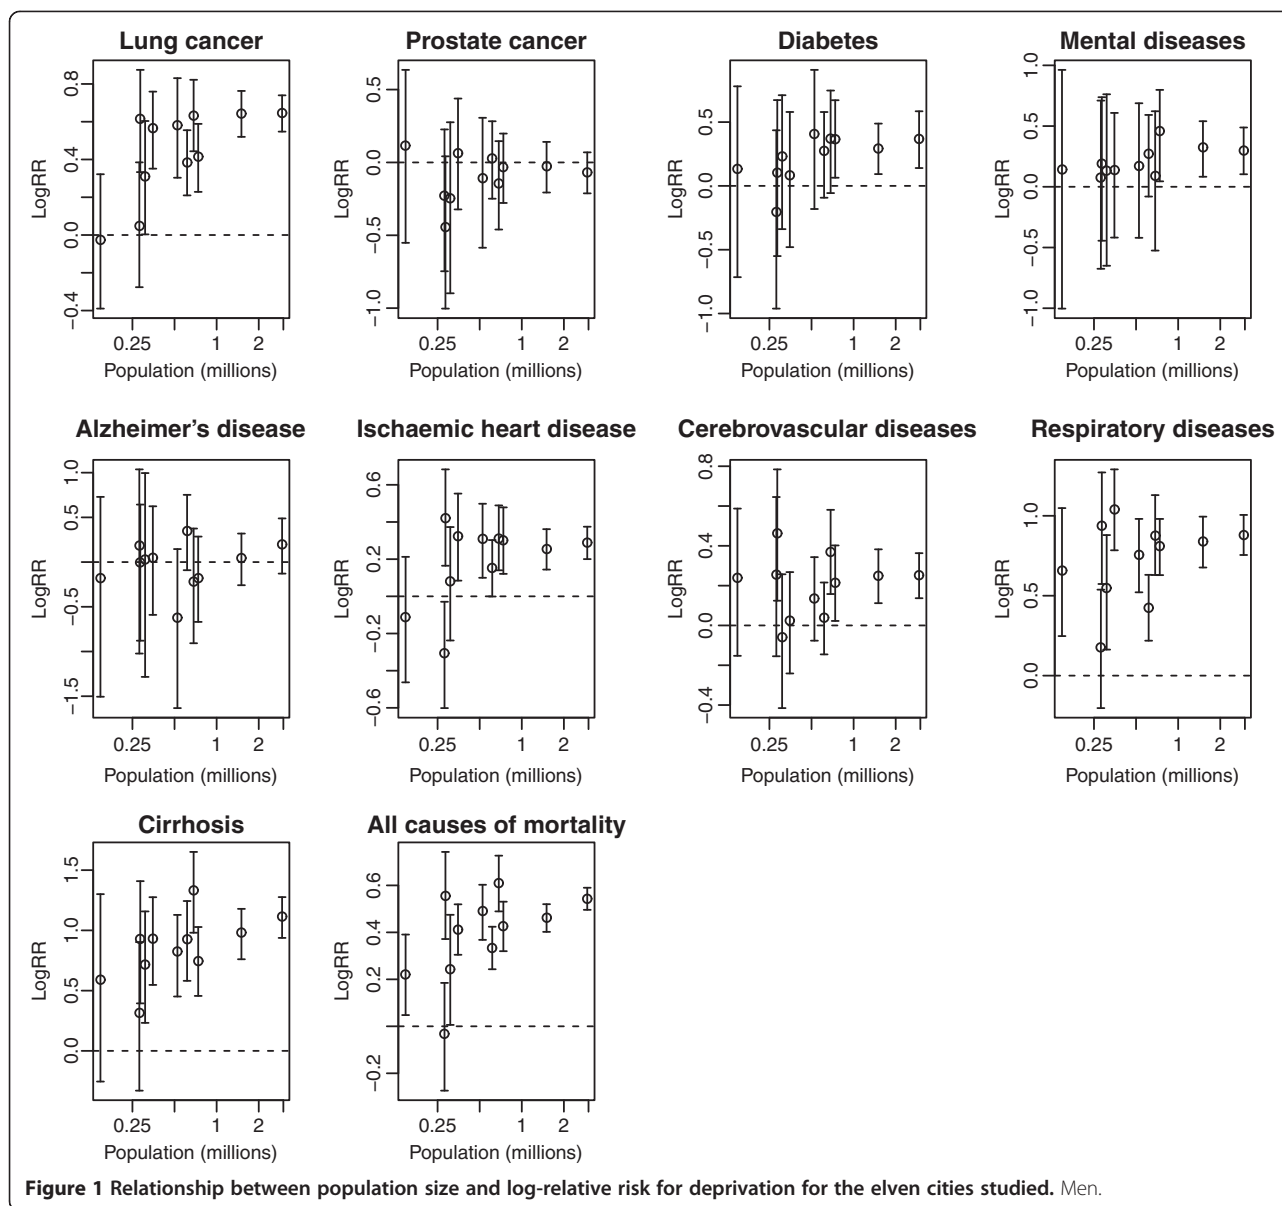 Lung cancer
LogRR
0.8
0.4
0.0
−0.4
0.25 1 2
Population (millions)
Prostate cancer
LogRR
0.5
0.0
−0.5
−1.0
0.25 1 2
Population (millions)
Diabetes
LogRR
0.5
0.0
−0.5
−1.0
0.25 1 2
Population (millions)
Mental diseases
LogRR
1.0
0.5
0.0
−0.5
−1.0
0.25 1 2
Population (millions)
Alzheimer's disease
LogRR
1.0
0.5
−0.5
−1.5
0.25 1 2
Population (millions)
Ischaemic heart disease
LogRR
0.6
0.2
−0.2
−0.6
0.25 1 2
Population (millions)
Cerebrovascular diseases
LogRR
0.8
0.4
0.0
−0.4
0.25 1 2
Population (millions)
Respiratory diseases
LogRR
1.0
0.5
0.0
0.25 1 2
Population (millions)
Cirrhosis
LogRR
1.5
1.0
0.5
0.0
0.25 1 2
Population (millions)
All causes of mortality
LogRR
0.6
0.4
0.2
−0.2
0.25 1 2
Population (millions)
Figure 1 Relationship between population size and log-relative risk for deprivation for the elven cities studied. Men.